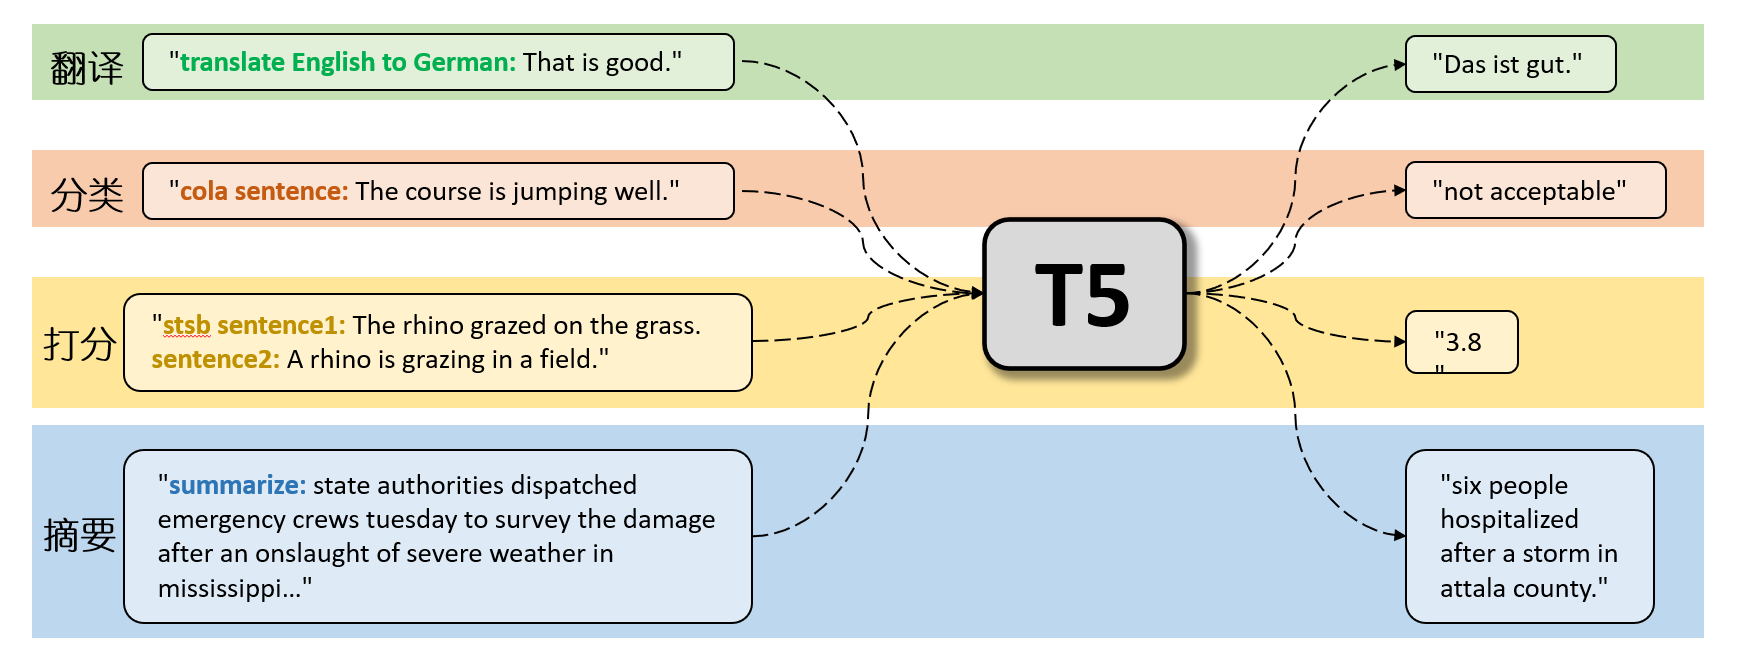 翻译
"translate English to German: That is good."
"Das ist gut."
分类
"cola sentence: The course is jumping well."
"not acceptable"
T5
打分
"stsb sentence1: The rhino grazed on the grass.
sentence2: A rhino is grazing in a field."
"3.8
"
摘要
"summarize: state authorities dispatched
emergency crews tuesday to survey the damage
after an onslaught of severe weather in
mississippi..."
"six people
hospitalized
after a storm in
attala county."